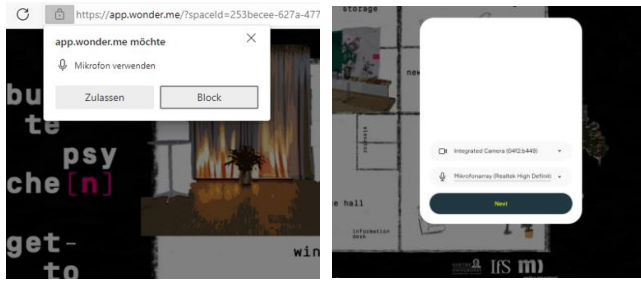 https://app.wonder.me/?spaceId=253becee-627a-477
app.wonder.me möchte
Mikrofon verwenden
Zulassen
Block
bu
te
psy
che[n]
get-
to
win
storage
new
journals
e hall
information
desk
Integrated Camera (04f2:b449)
Mikrofonarray (Realtek High Definiti
Next
IfS m)